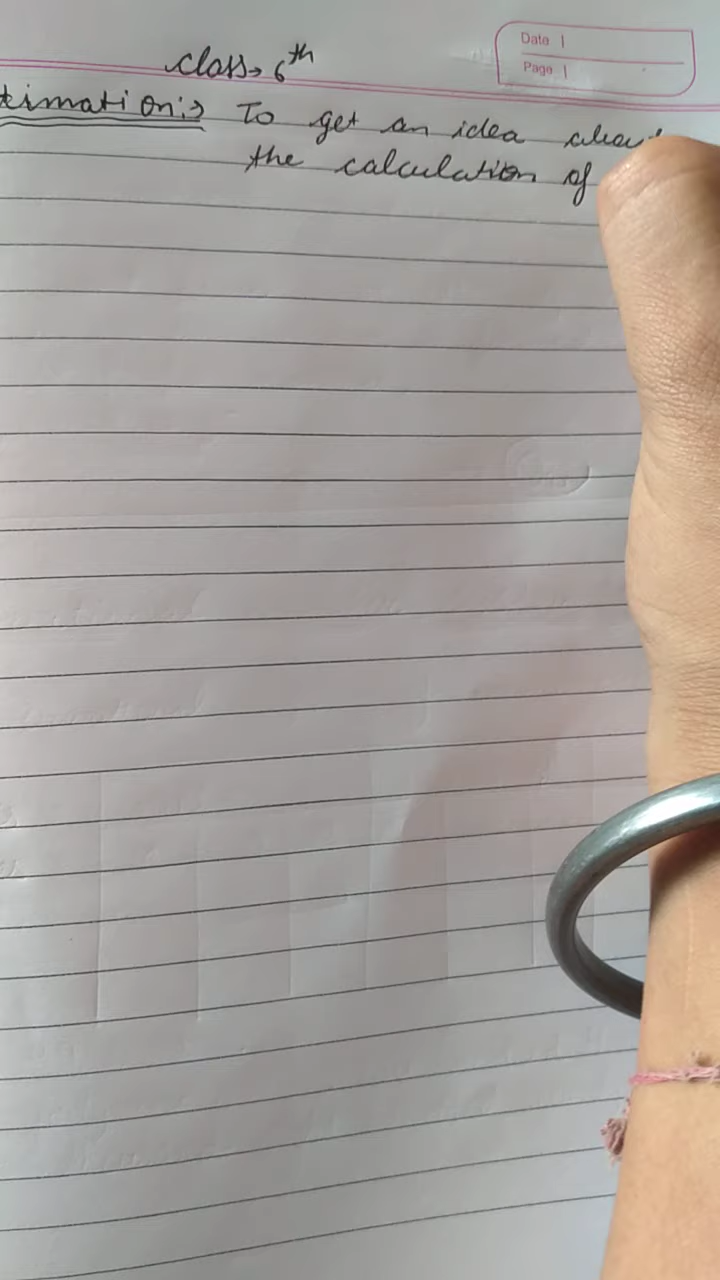 Date
Page
class→ 6th
timation:→ To get an idea
the calculation of